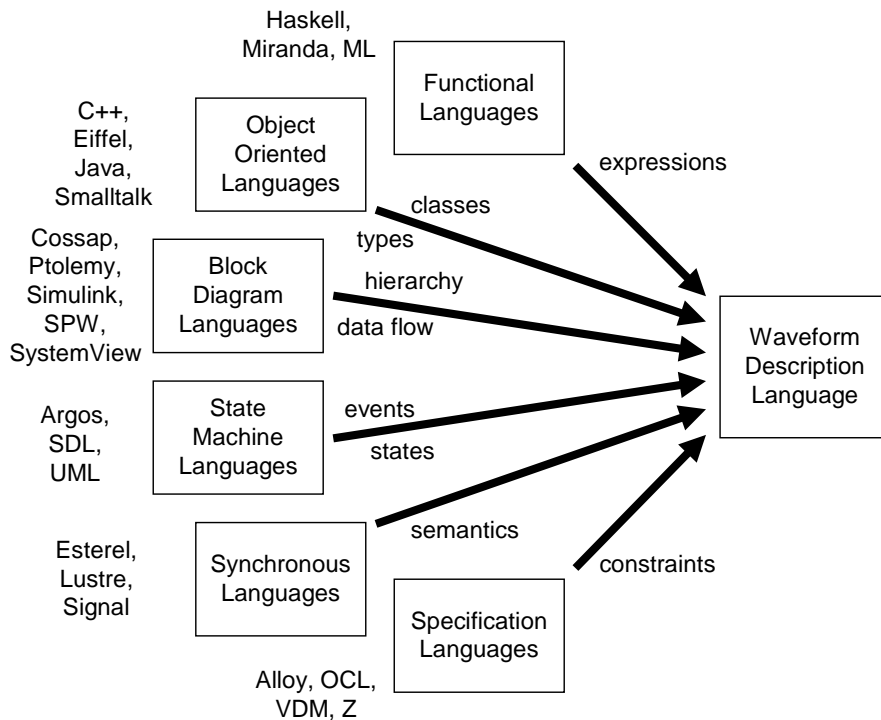 Haskell,
Miranda, ML
Functional
Languages
C++,
Eiffel,
Java,
Smalltalk
Object
Oriented
Languages
expressions
classes
types
Cossap,
Ptolemy,
Simulink,
SPW,
SystemView
Block
Diagram
Languages
hierarchy
data flow
Waveform
Description
Language
Argos,
SDL,
UML
State
Machine
Languages
events
states
Esterel,
Lustre,
Signal
Synchronous
Languages
semantics
constraints
Specification
Languages
Alloy, OCL,
VDM, Z